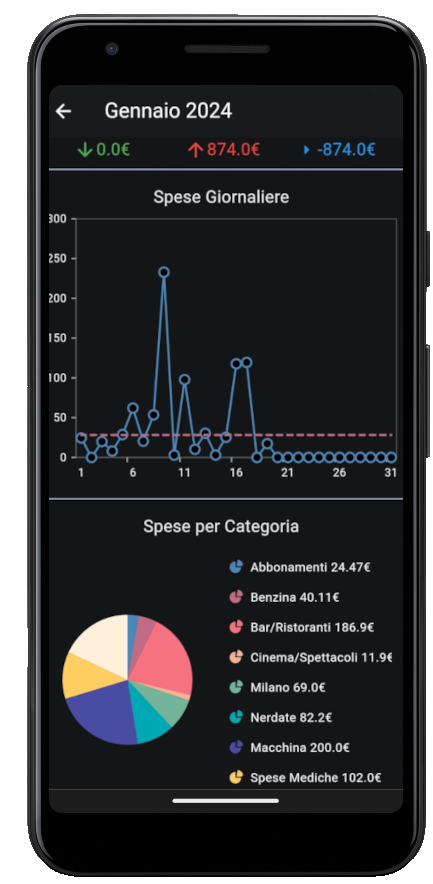 Gennaio 2024
0.0€ 874.0€ -874.0€
Spese Giornaliere
300
250
200
150
100
50
0
1 6 11 16 21 26 31
Spese per Categoria
Abbonamenti 24.47€
Benzina 40.11€
Bar/Ristoranti 186.9€
Cinema/Spettacoli 11.9€
Milano 69.0€
Nerdate 82.2€
Macchina 200.0€
Spese Mediche 102.0€